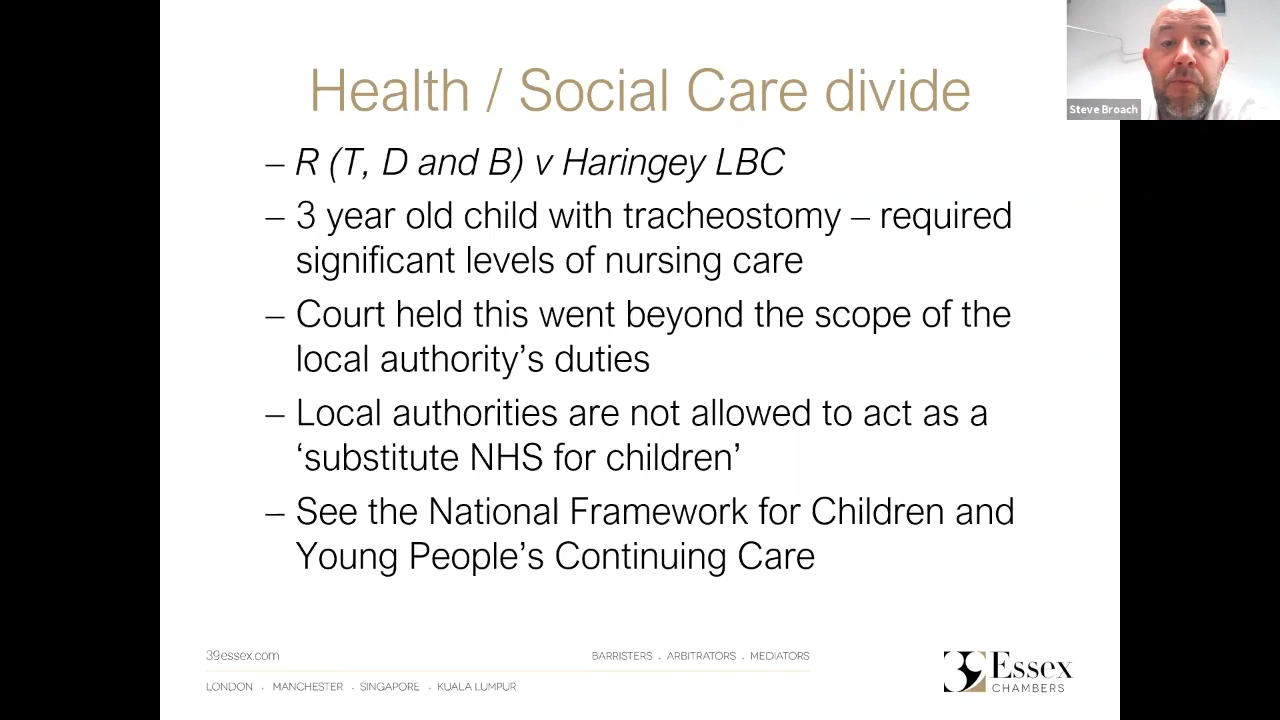 Health / Social Care divide
Steve Broach
– R (T, D and B) v Haringey LBC
– 3 year old child with tracheostomy – required
significant levels of nursing care
– Court held this went beyond the scope of the
local authority’s duties
– Local authorities are not allowed to act as a
‘substitute NHS for children’
– See the National Framework for Children and
Young People’s Continuing Care
39essex.com
BARRISTERS . ARBITRATORS . MEDIATORS
LONDON . MANCHESTER . SINGAPORE . KUALA LUMPUR
39 Essex
CHAMBERS